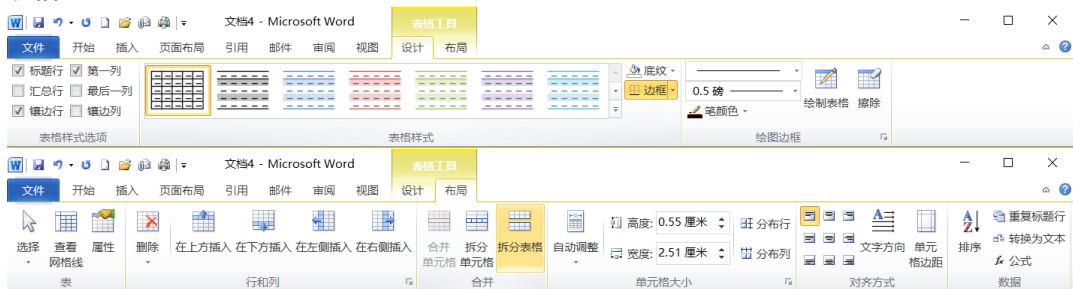 文档4 - Microsoft Word
表格工具
文件 开始 插入 页面布局 引用 邮件 审阅 视图 设计 布局
标题行 第一列
汇总行 最后一列
镶边行 镶边列
表格样式选项
表格样式
底纹
边框
0.5 磅
笔颜色
绘制表格 擦除
绘图边框
文档4 - Microsoft Word
表格工具
文件 开始 插入 页面布局 引用 邮件 审阅 视图 设计 布局
选择 查看网格线 属性
表
删除 在上方插入 在下方插入 在左侧插入 在右侧插入
行和列
合并单元格 拆分单元格 拆分表格
合并
自动调整
高度: 0.55 厘米 分布行
宽度: 2.51 厘米 分布列
单元格大小
文字方向 单元格边距
对齐方式
排序
重复标题行
转换为文本
fx 公式
数据